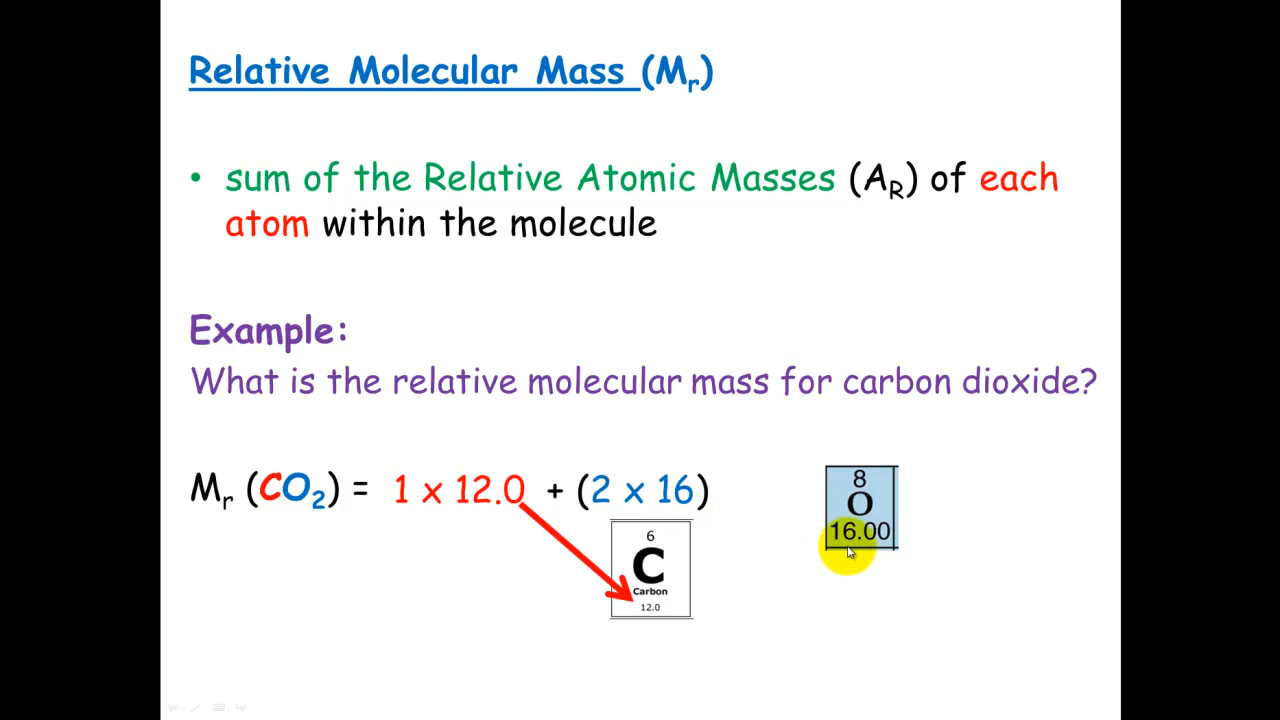 Relative Molecular Mass (Mr)
• sum of the Relative Atomic Masses (AR) of each
atom within the molecule
Example:
What is the relative molecular mass for carbon dioxide?
Mr (CO2) = 1 x 12.0 + (2 x 16)
8
O
16.00
6
C
Carbon
12.0